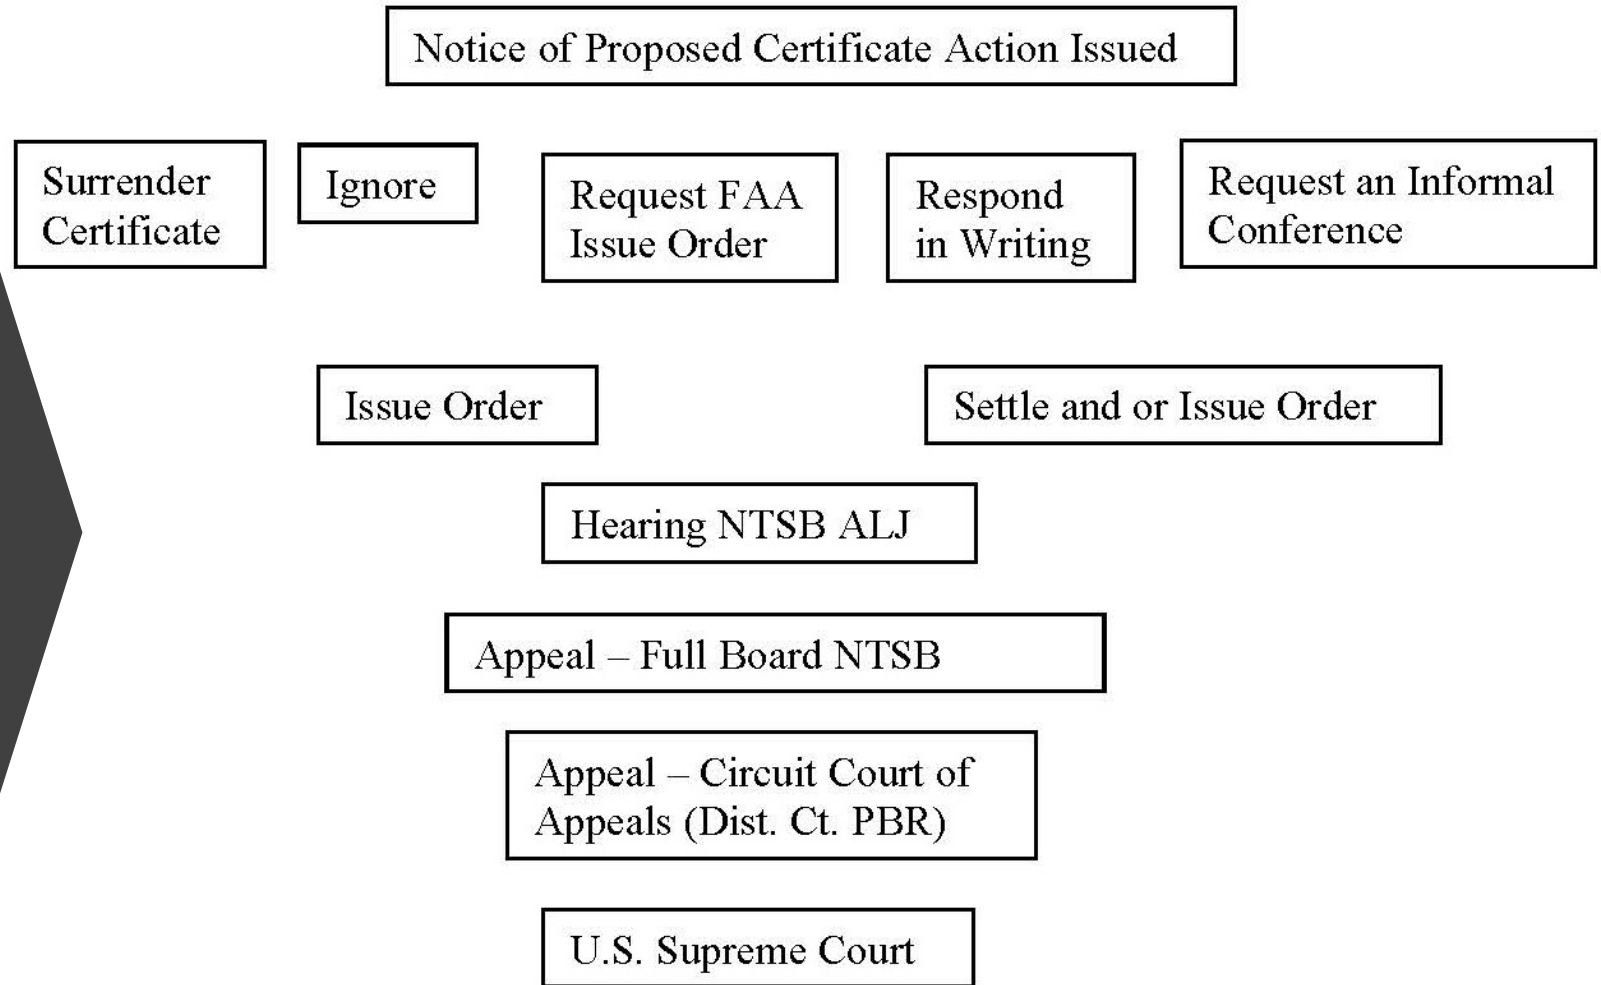 Notice of Proposed Certificate Action Issued
Surrender
Certificate
Ignore
Request FAA
Issue Order
Respond
in Writing
Request an Informal
Conference
Issue Order
Settle and or Issue Order
Hearing NTSB ALJ
Appeal – Full Board NTSB
Appeal – Circuit Court of
Appeals (Dist. Ct. PBR)
U.S. Supreme Court